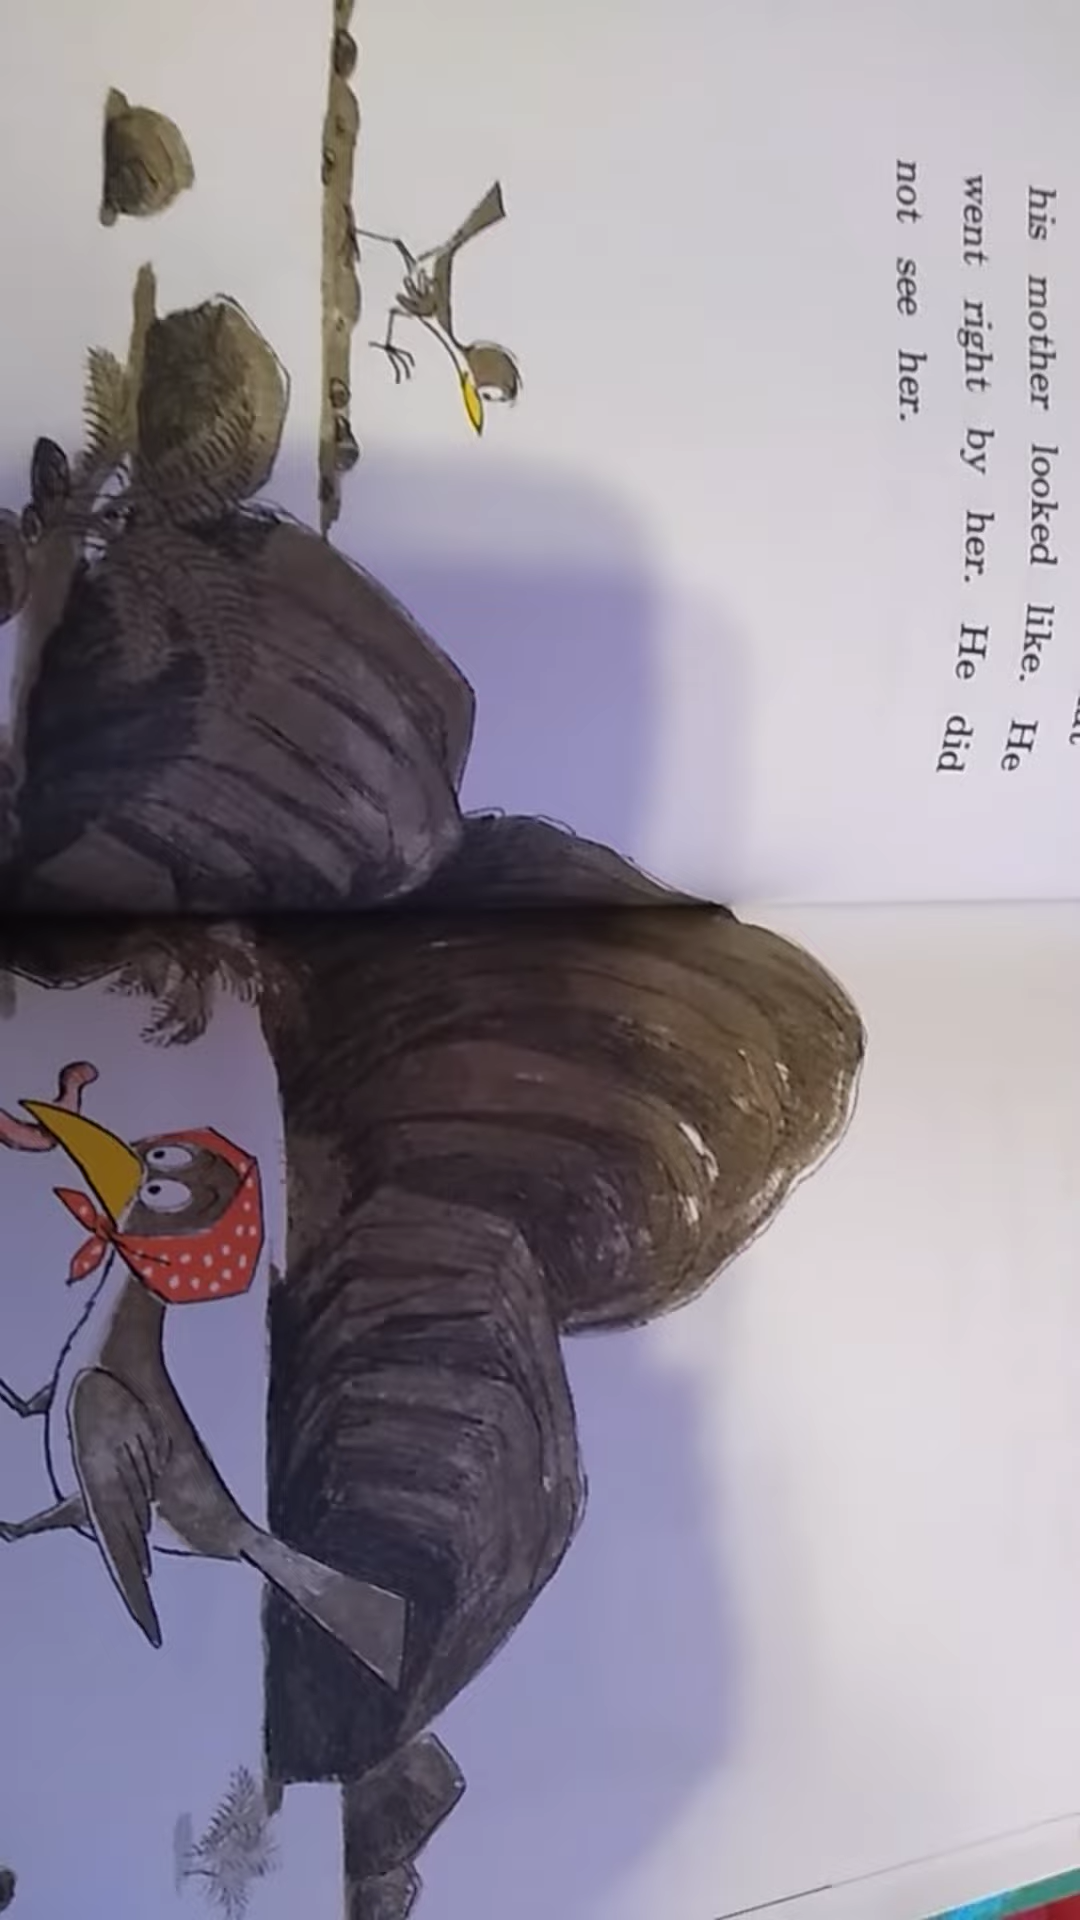 his mother looked like. He
went right by her. He did
not see her.